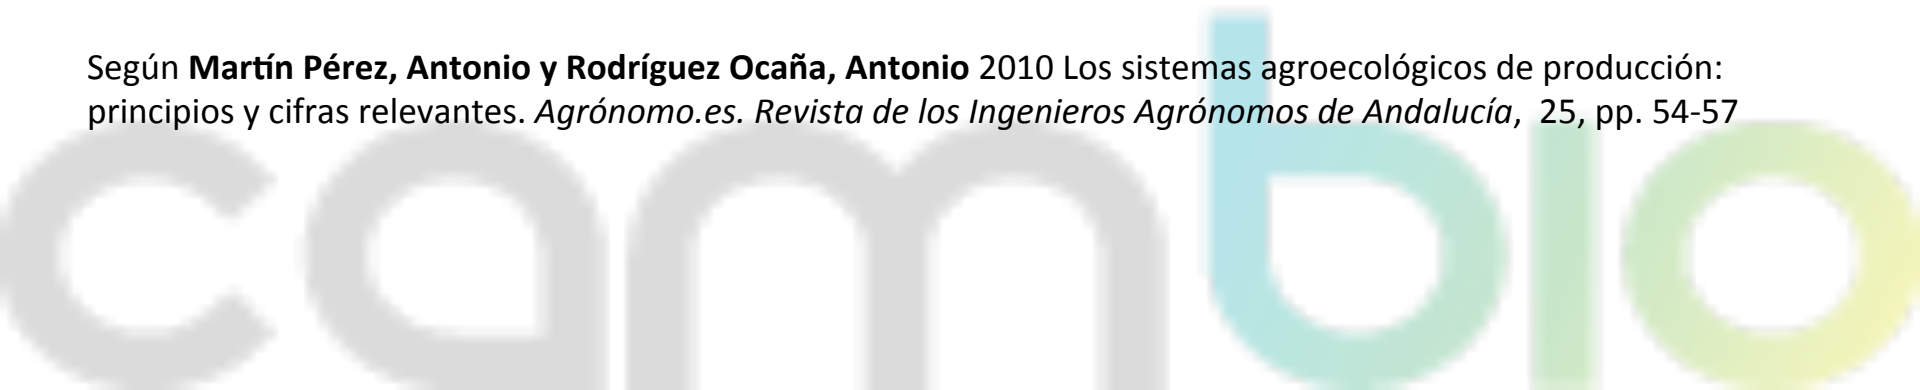 Según Martín Pérez, Antonio y Rodríguez Ocaña, Antonio 2010 Los sistemas agroecológicos de producción:
principios y cifras relevantes. Agrónomo.es. Revista de los Ingenieros Agrónomos de Andalucía, 25, pp. 54-57
cambio